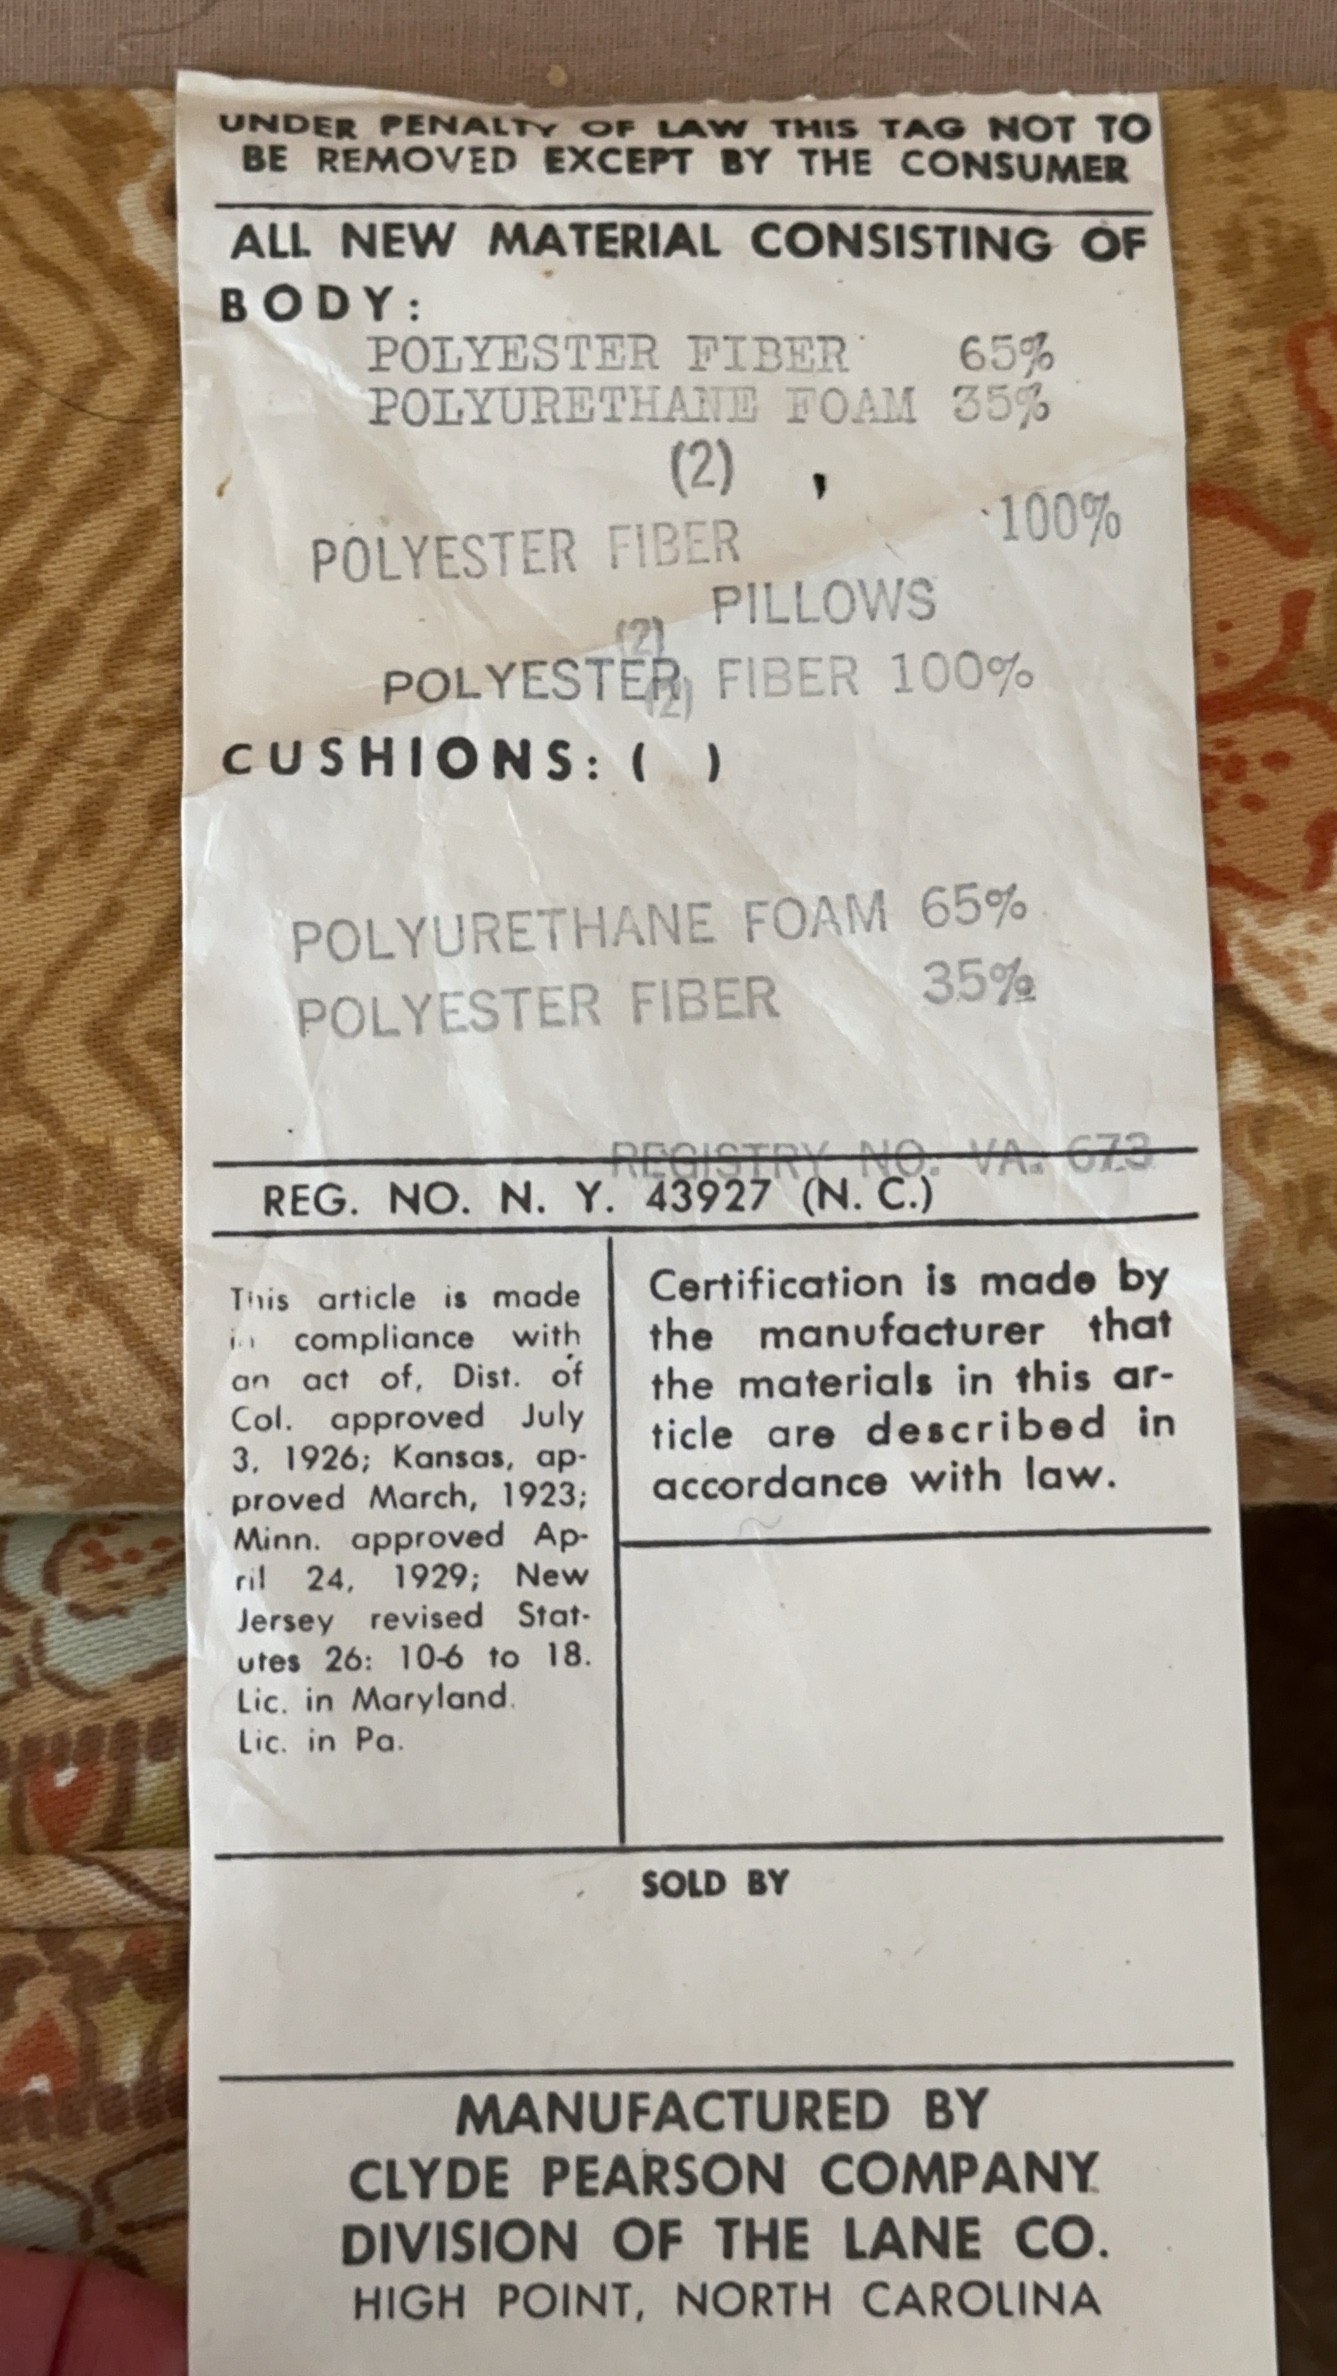 UNDER PENALTY OF LAW THIS TAG NOT TO
BE REMOVED EXCEPT BY THE CONSUMER
ALL NEW MATERIAL CONSISTING OF
BODY:
POLYESTER FIBER 65%
POLYURETHANE FOAM 35%
(2)
POLYESTER FIBER 100%
PILLOWS
(2)
POLYESTER FIBER 100%
(2)
CUSHIONS: ( )
POLYURETHANE FOAM 65%
POLYESTER FIBER 35%
REGISTRY NO. VA. 673
REG. NO. N. Y. 43927 (N. C.)
This article is made
in compliance with
an act of, Dist. of
Col. approved July
3, 1926; Kansas, ap-
proved March, 1923;
Minn. approved Ap-
ril 24, 1929; New
Jersey revised Stat-
utes 26: 10-6 to 18.
Lic. in Maryland.
Lic. in Pa.
Certification is made by
the manufacturer that
the materials in this ar-
ticle are described in
accordance with law.
SOLD BY
MANUFACTURED BY
CLYDE PEARSON COMPANY
DIVISION OF THE LANE CO.
HIGH POINT, NORTH CAROLINA